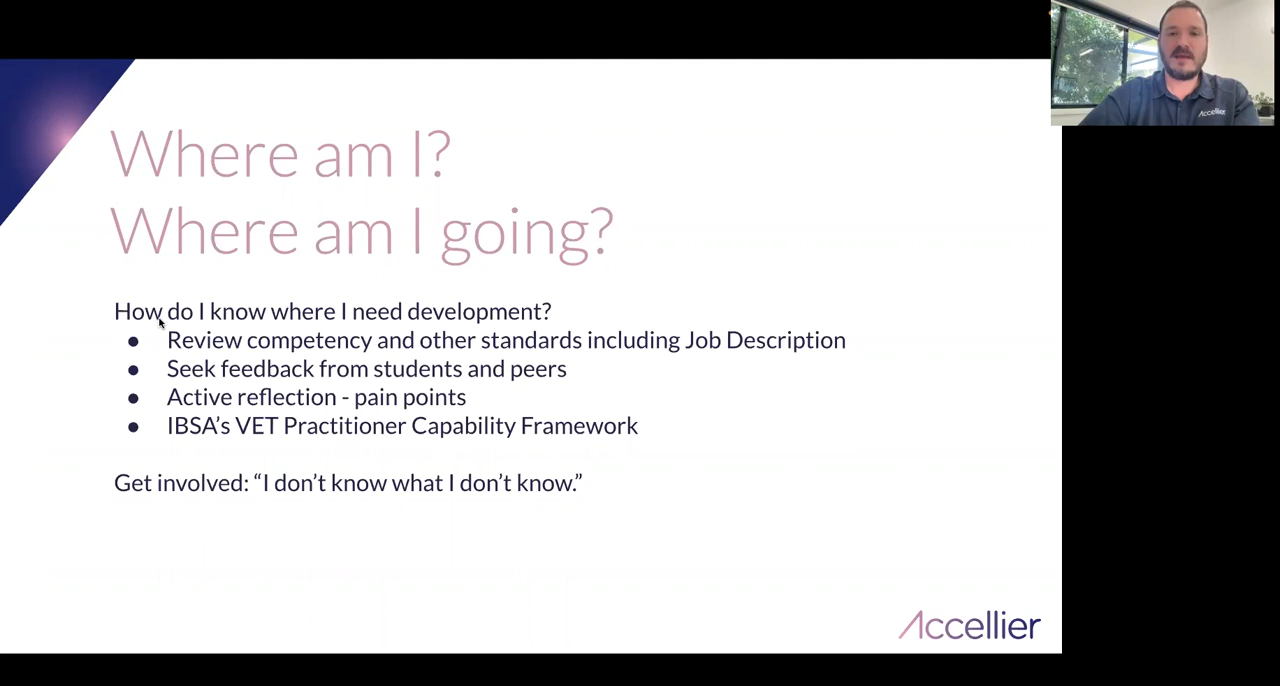 Where am I?
Where am I going?
How do I know where I need development?
● Review competency and other standards including Job Description
● Seek feedback from students and peers
● Active reflection - pain points
● IBSA’s VET Practitioner Capability Framework
Get involved: “I don’t know what I don’t know.”
Accellier
Accellier